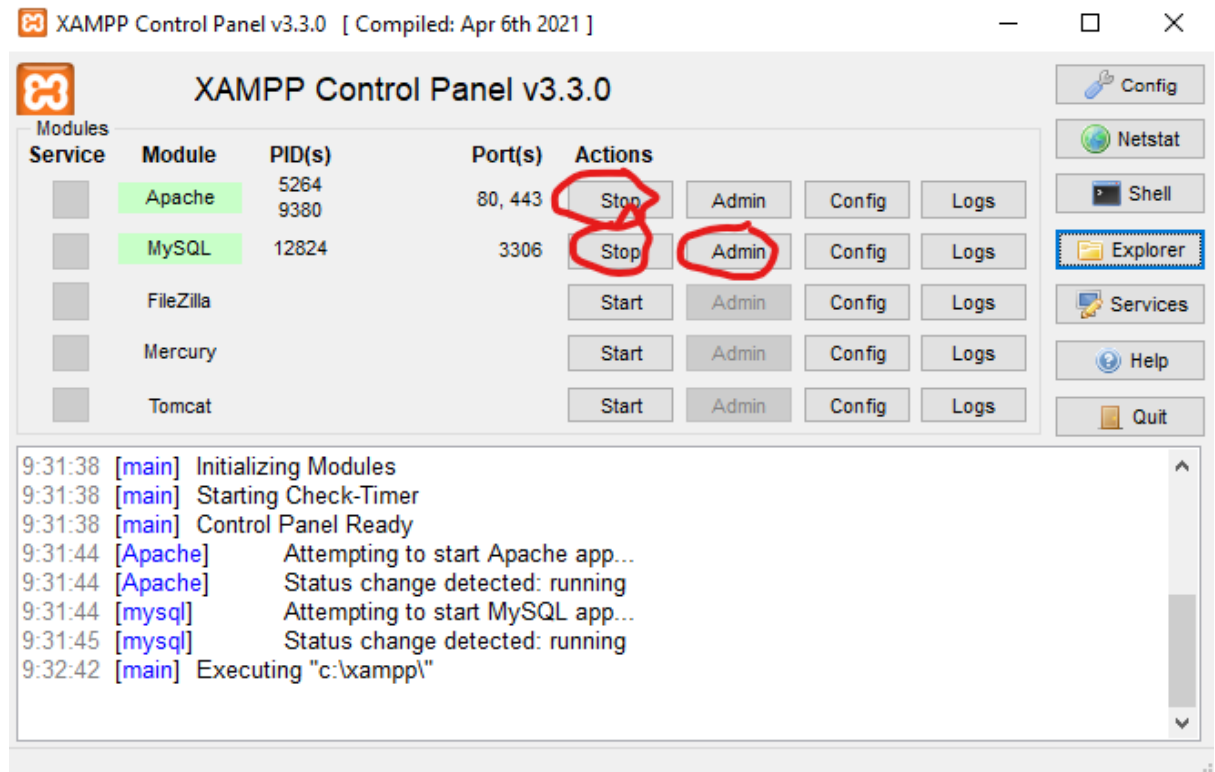 XAMPP Control Panel v3.3.0 [ Compiled: Apr 6th 2021 ]
XAMPP Control Panel v3.3.0
Config
Modules
Netstat
Service Module PID(s) Port(s) Actions
Apache 5264 80, 443 Stop Admin Config Logs
9380
Shell
MySQL 12824 3306 Stop Admin Config Logs
Explorer
FileZilla Start Admin Config Logs
Services
Mercury Start Admin Config Logs
Help
Tomcat Start Admin Config Logs
Quit
9:31:38 [main] Initializing Modules
9:31:38 [main] Starting Check-Timer
9:31:38 [main] Control Panel Ready
9:31:44 [Apache] Attempting to start Apache app...
9:31:44 [Apache] Status change detected: running
9:31:44 [mysql] Attempting to start MySQL app...
9:31:45 [mysql] Status change detected: running
9:32:42 [main] Executing "c:\xampp\"